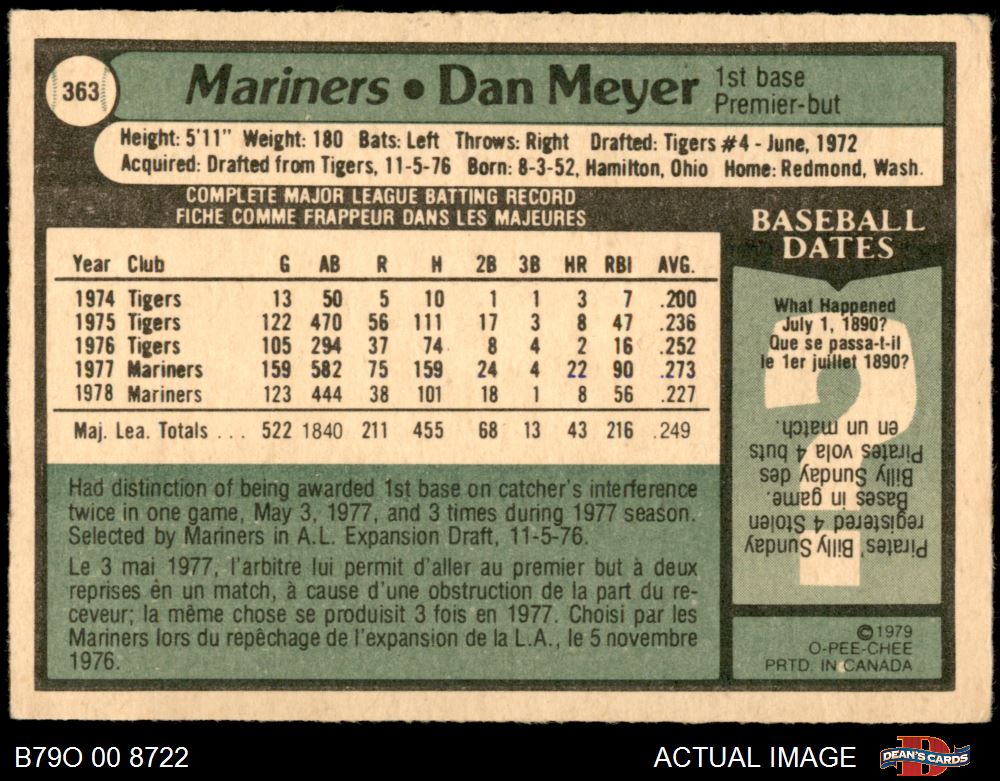 363
Mariners • Dan Meyer
1st base
Premier-but
Height: 5'11" Weight: 180 Bats: Left Throws: Right Drafted: Tigers #4 - June, 1972
Acquired: Drafted from Tigers, 11-5-76 Born: 8-3-52, Hamilton, Ohio Home: Redmond, Wash.
COMPLETE MAJOR LEAGUE BATTING RECORD
FICHE COMME FRAPPEUR DANS LES MAJEURES
Year Club G AB R H 2B 3B HR RBI AVG.
1974 Tigers 13 50 5 10 1 1 3 7 .200
1975 Tigers 122 470 56 111 17 3 8 47 .236
1976 Tigers 105 294 37 74 8 4 2 16 .252
1977 Mariners 159 582 75 159 24 4 22 90 .273
1978 Mariners 123 444 38 101 18 1 8 56 .227
Maj. Lea. Totals ... 522 1840 211 455 68 13 43 216 .249
Had distinction of being awarded 1st base on catcher's interference
twice in one game, May 3, 1977, and 3 times during 1977 season.
Selected by Mariners in A.L. Expansion Draft, 11-5-76.
Le 3 mai 1977, l'arbitre lui permit d'aller au premier but à deux
reprises én un match, à cause d'une obstruction de la part du re-
ceveur; la même chose se produisit 3 fois en 1977. Choisi par les
Mariners lors du repêchage de l'expansion de la L.A., le 5 novembre
1976.
BASEBALL
DATES
What Happened
July 1, 1890?
Que se passa-t-il
le 1er juillet 1890?
Pirates' Billy Sunday
registered 4 Stolen
Bases in game.
Billy Sunday des
Pirates vola 4 buts
en un match.
©1979
O-PEE-CHEE
PRTD. IN CANADA
B79O 00 8722
ACTUAL IMAGE
DEAN'S CARDS